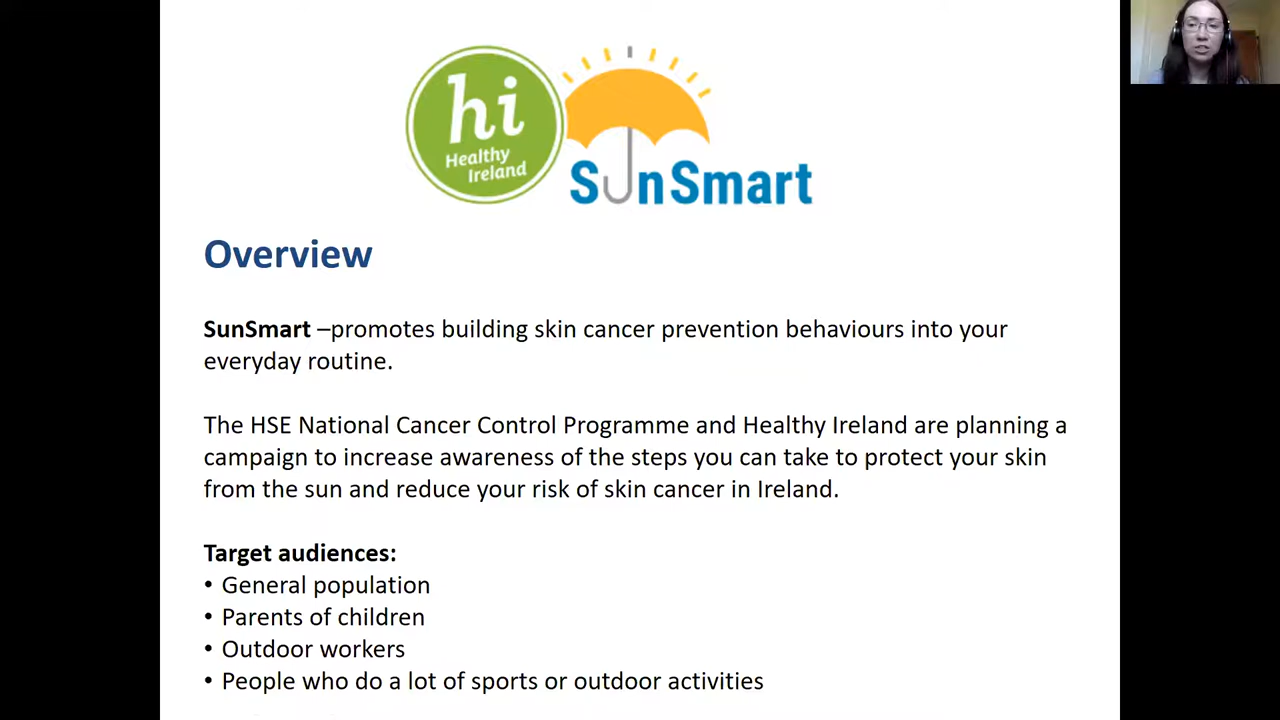 hi
Healthy
Ireland
SunSmart
Overview
SunSmart –promotes building skin cancer prevention behaviours into your
everyday routine.
The HSE National Cancer Control Programme and Healthy Ireland are planning a
campaign to increase awareness of the steps you can take to protect your skin
from the sun and reduce your risk of skin cancer in Ireland.
Target audiences:
• General population
• Parents of children
• Outdoor workers
• People who do a lot of sports or outdoor activities